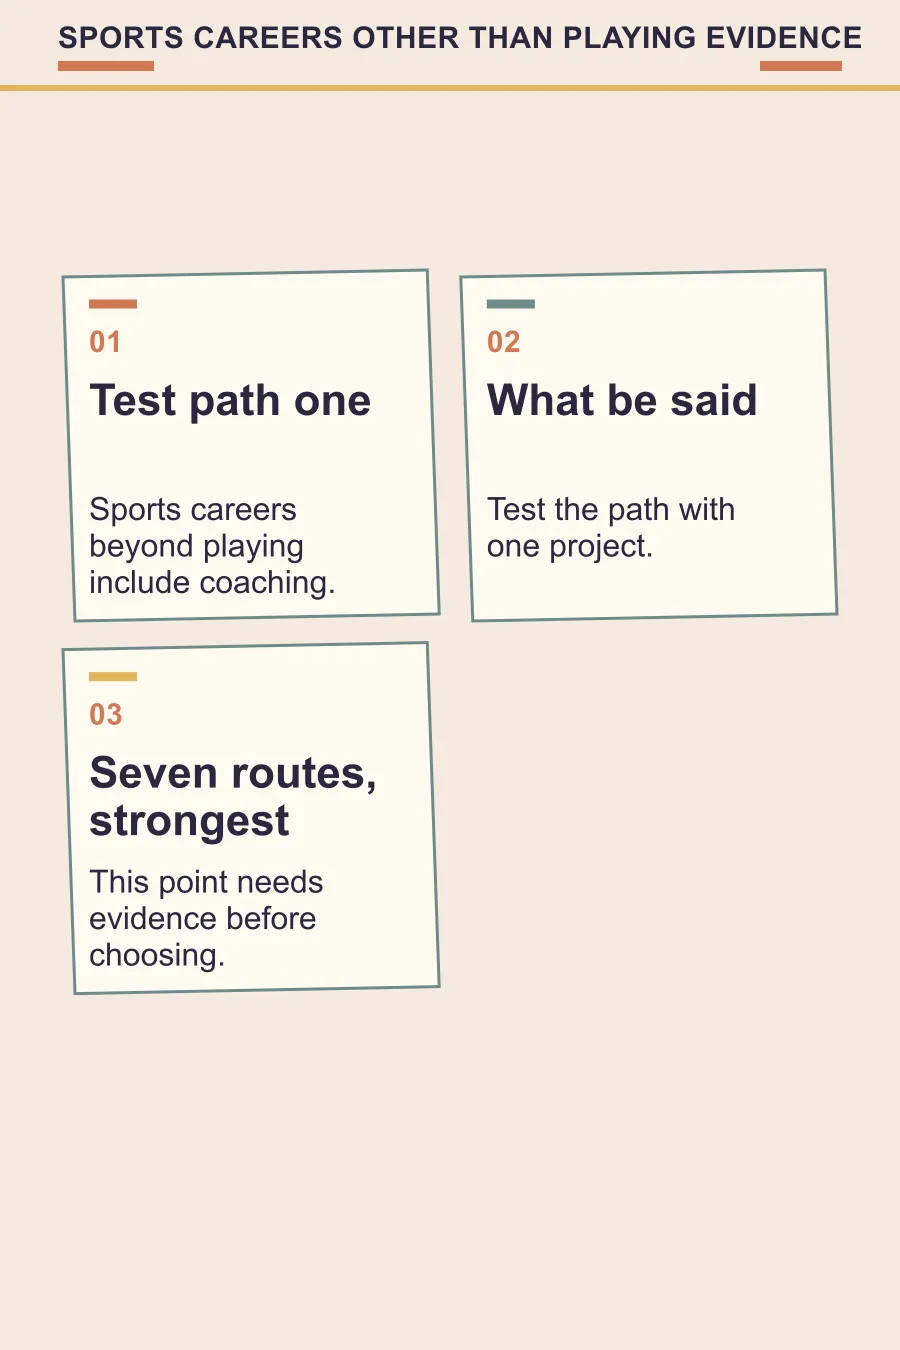 SPORTS CAREERS OTHER THAN PLAYING EVIDENCE
01
Test path one
Sports careers
beyond playing
include coaching.
02
What be said
Test the path with
one project.
03
Seven routes,
strongest
This point needs
evidence before
choosing.